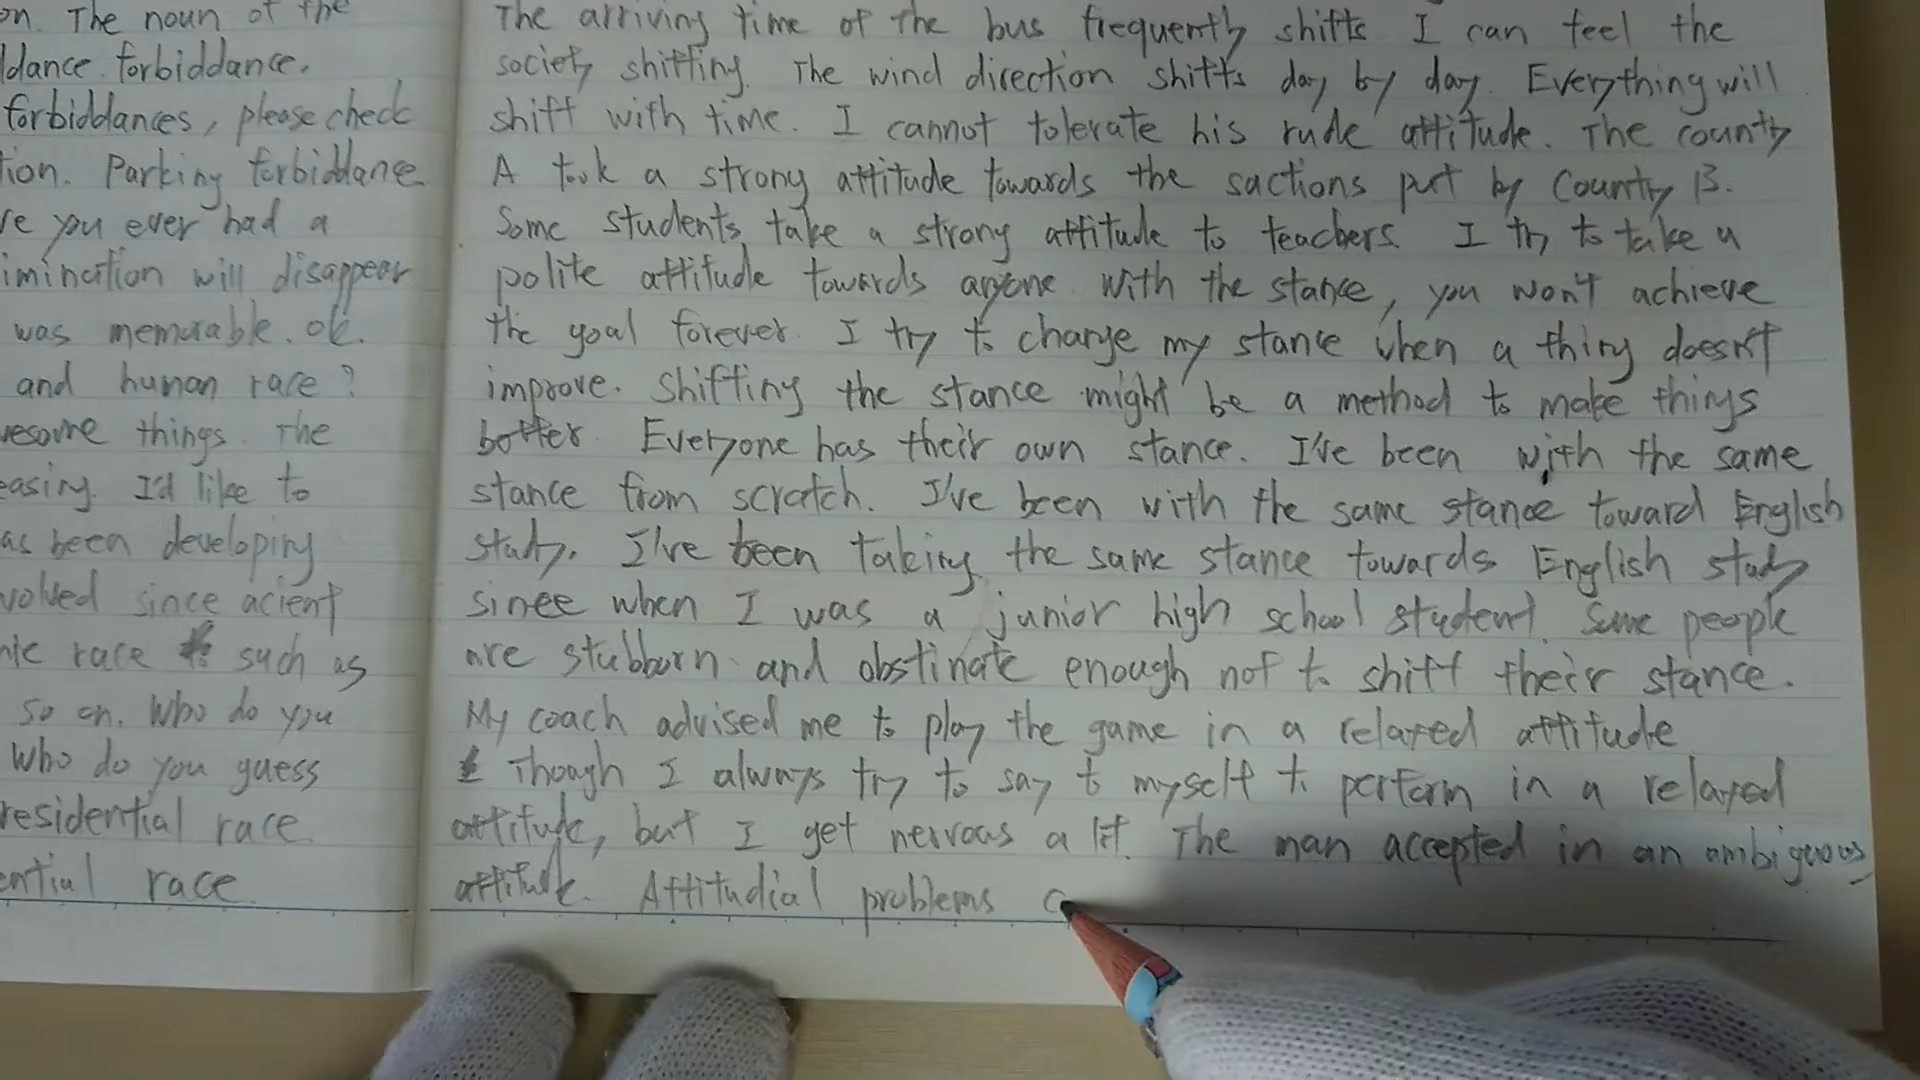 on. The noun of the
ldance forbiddance.
forbiddances, please check
tion. Parking forbiddance
ve you ever had a
imination will disappear
was memorable. ok.
and human race?
wesome things. The
easing. I'd like to
as been developing
volved since acient
nic race such as
so on. Who do you
Who do you guess
residential race.
ential race.
The arriving time of the bus frequently shifts I can feel the
society shifting. The wind direction shifts day by day. Everything will
shift with time. I cannot tolerate his rude attitude. The county
A took a strong attitude towards the sactions put by County B.
Some students take a strong attitude to teachers. I try to take a
polite attitude towards anyone. With the stance, you won't achieve
the goal forever. I try to change my stance when a thing doesn't
improve. Shifting the stance might be a method to make things
better. Everyone has their own stance. I've been with the same
stance from scratch. I've been with the same stance toward English
study. I've been taking the same stance towards English study
since when I was a junior high school student. Some people
are stubborn and obstinate enough not to shift their stance.
My coach advised me to play the game in a relaxed attitude
Though I always try to say to myself to perform in a relaxed
attitude, but I get nervous a lot. The man accepted in an ambiguous
attitude. Attitudial problems